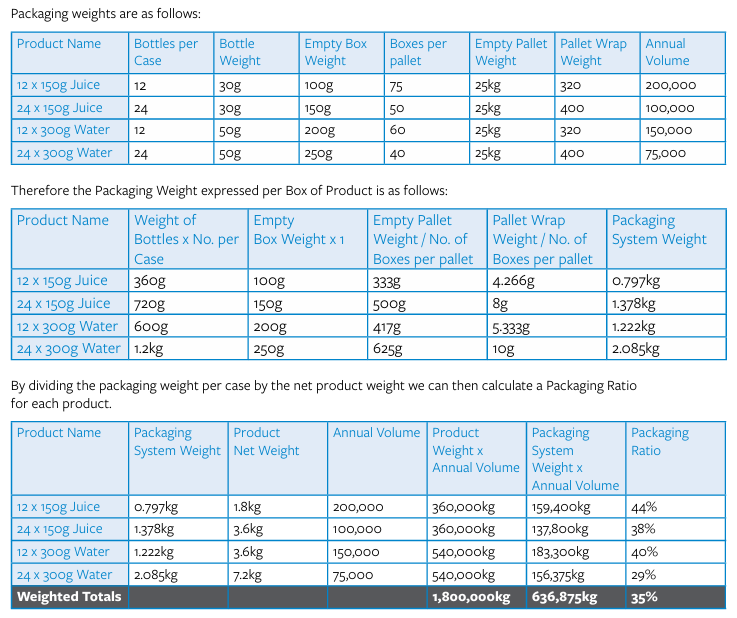 Packaging weights are as follows:
Product Name Bottles per Case Bottle Weight Empty Box Weight Boxes per pallet Empty Pallet Weight Pallet Wrap Weight Annual Volume
12 x 150g Juice 12 30g 100g 75 25kg 320 200,000
24 x 150g Juice 24 30g 150g 50 25kg 400 100,000
12 x 300g Water 12 50g 200g 60 25kg 320 150,000
24 x 300g Water 24 50g 250g 40 25kg 400 75,000
Therefore the Packaging Weight expressed per Box of Product is as follows:
Product Name Weight of Bottles x No. per Case Empty Box Weight x 1 Empty Pallet Weight / No. of Boxes per pallet Pallet Wrap Weight / No. of Boxes per pallet Packaging System Weight
12 x 150g Juice 360g 100g 333g 4.266g 0.797kg
24 x 150g Juice 720g 150g 500g 8g 1.378kg
12 x 300g Water 600g 200g 417g 5.333g 1.222kg
24 x 300g Water 1.2kg 250g 625g 10g 2.085kg
By dividing the packaging weight per case by the net product weight we can then calculate a Packaging Ratio
for each product.
Product Name Packaging System Weight Product Net Weight Annual Volume Product Weight x Annual Volume Packaging System Weight x Annual Volume Packaging Ratio
12 x 150g Juice 0.797kg 1.8kg 200,000 360,000kg 159,400kg 44%
24 x 150g Juice 1.378kg 3.6kg 100,000 360,000kg 137,800kg 38%
12 x 300g Water 1.222kg 3.6kg 150,000 540,000kg 183,300kg 40%
24 x 300g Water 2.085kg 7.2kg 75,000 540,000kg 156,375kg 29%
Weighted Totals 1,800,000kg 636,875kg 35%